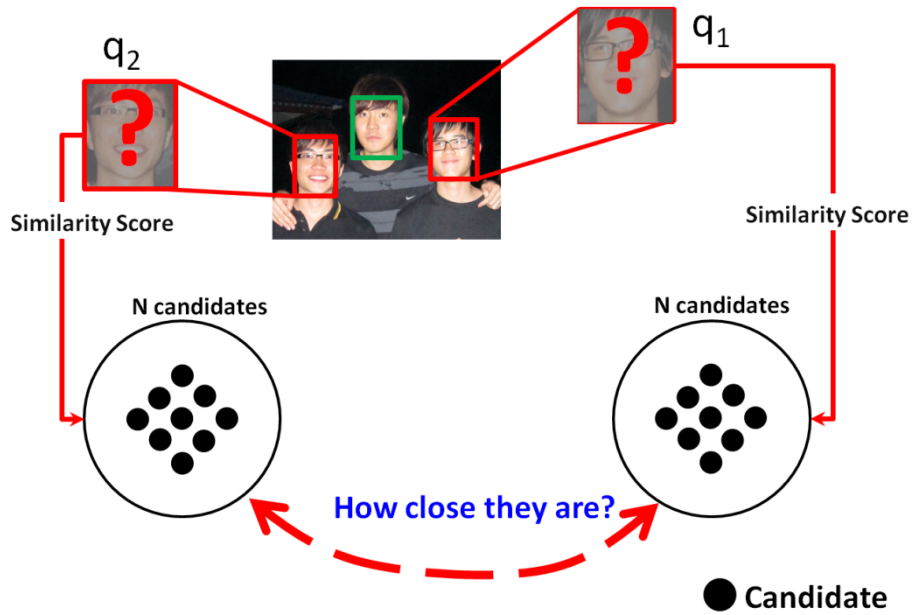 q2
q1
?
?
Similarity Score
Similarity Score
N candidates
N candidates
How close they are?
Candidate